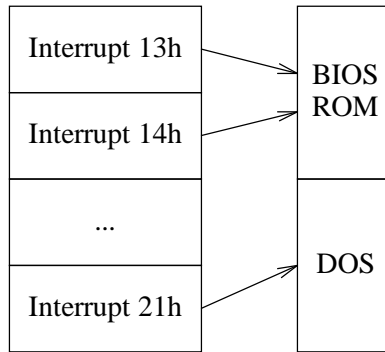 Interrupt 13h
Interrupt 14h
...
Interrupt 21h
BIOS
ROM
DOS